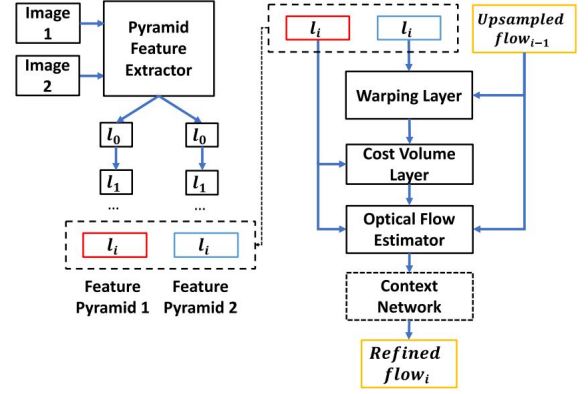 Image
1
Image
2
Pyramid
Feature
Extractor
l₀
l₀
l₁
l₁
...
...
lᵢ
lᵢ
Feature
Pyramid 1
Feature
Pyramid 2
lᵢ
lᵢ
Upsampled
flowᵢ₋₁
Warping Layer
Cost Volume
Layer
Optical Flow
Estimator
Context
Network
Refined
flowᵢ